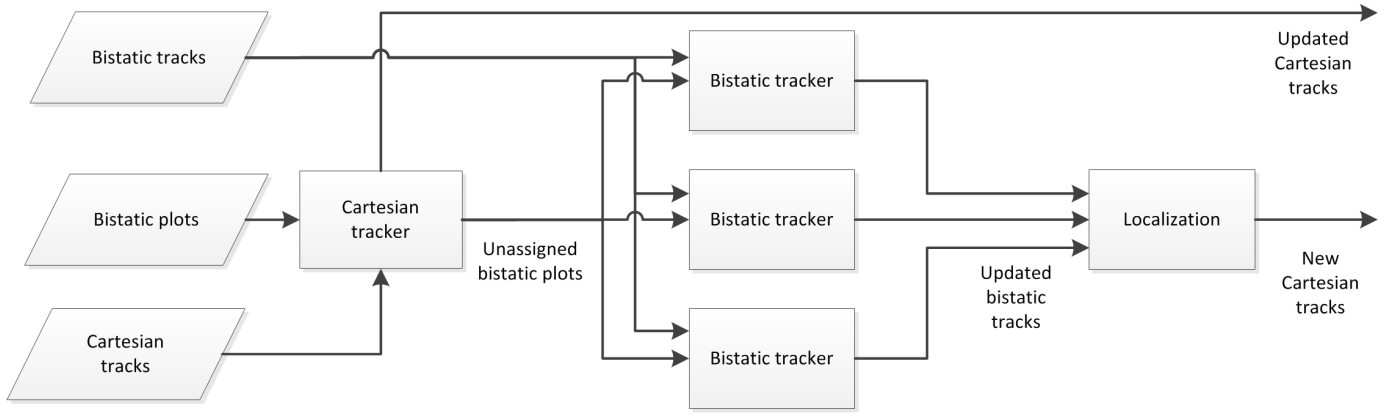 Bistatic tracks
Bistatic tracker
Updated
Cartesian
tracks
Bistatic plots
Cartesian
tracker
Unassigned
bistatic plots
Bistatic tracker
Localization
New
Cartesian
tracks
Updated
bistatic
tracks
Cartesian
tracks
Bistatic tracker